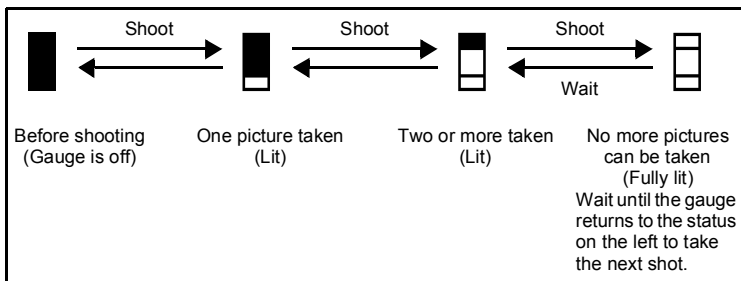 Shoot
Shoot
Shoot
Wait
Before shooting
(Gauge is off)
One picture taken
(Lit)
Two or more taken
(Lit)
No more pictures
can be taken
(Fully lit)
Wait until the gauge
returns to the status
on the left to take
the next shot.